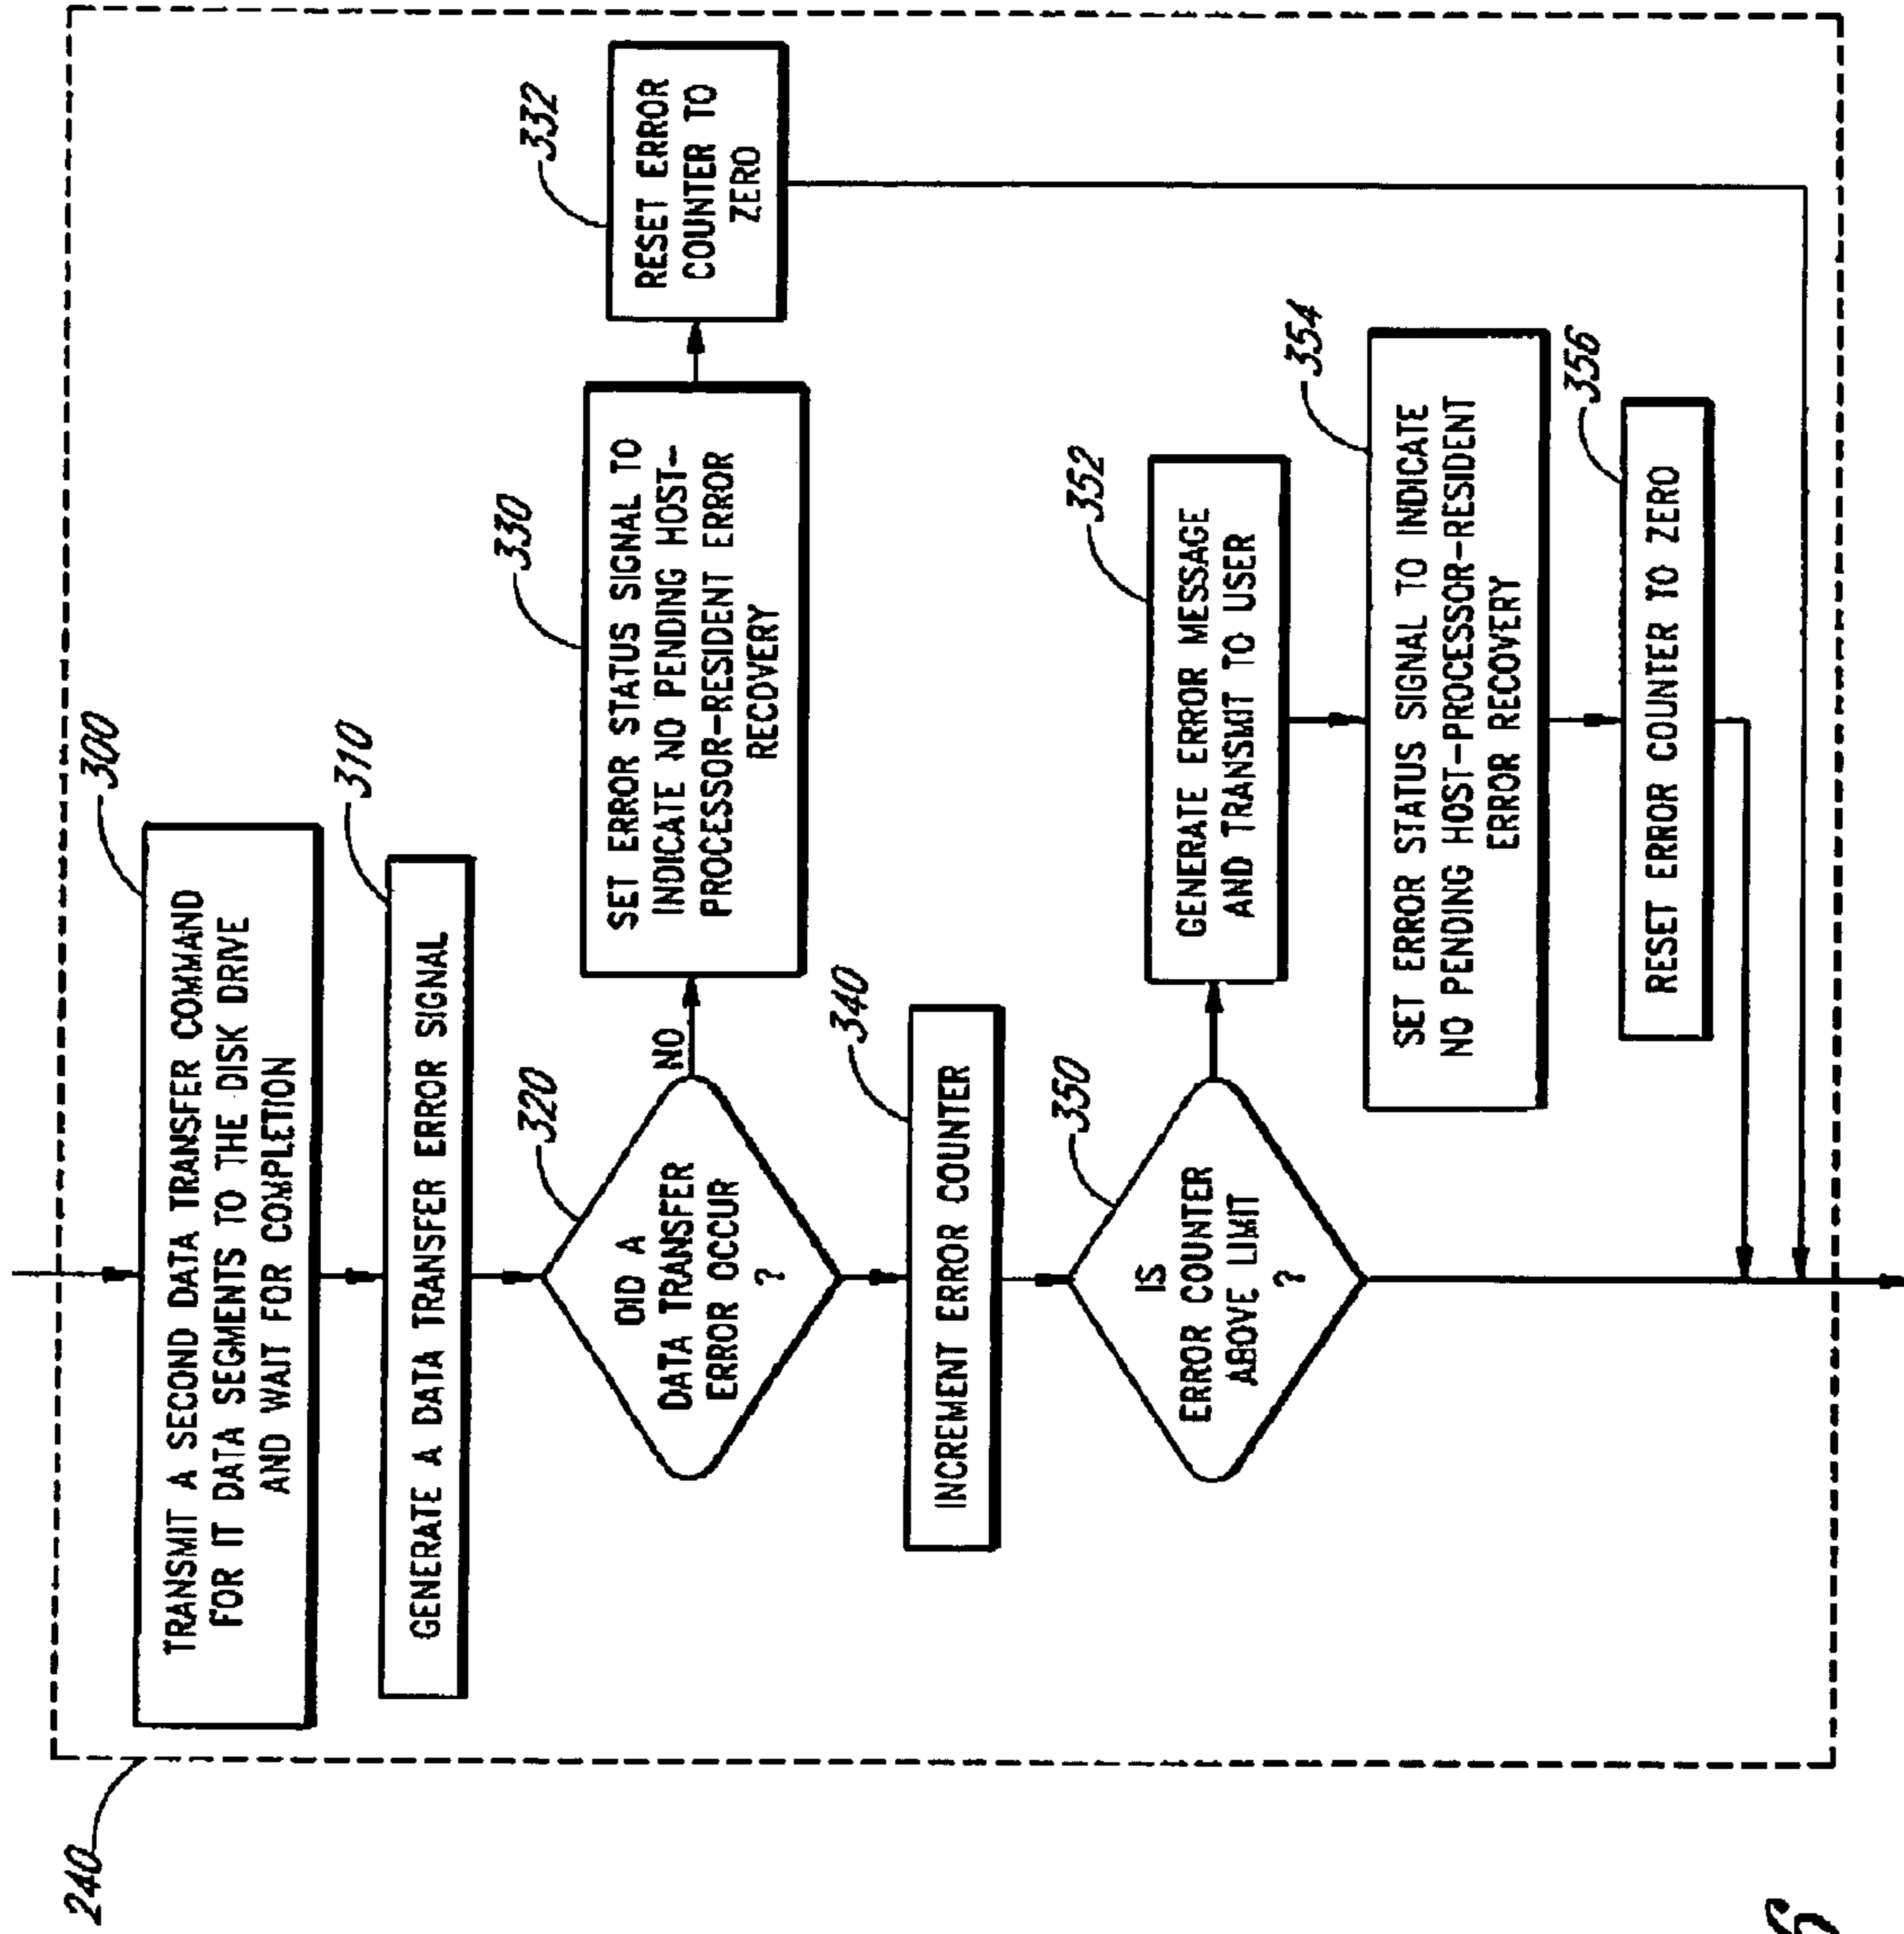 240
300
TRANSMIT A SECOND DATA TRANSFER COMMAND
FOR IT DATA SEGMENTS TO THE DISK DRIVE
AND WAIT FOR COMPLETION
310
GENERATE A DATA TRANSFER ERROR SIGNAL
320
DID A
DATA TRANSFER
ERROR OCCUR
?
NO
330
SET ERROR STATUS SIGNAL TO
INDICATE NO PENDING HOST-
PROCESSOR-RESIDENT ERROR
RECOVERY
332
RESET ERROR
COUNTER TO
ZERO
340
INCREMENT ERROR COUNTER
350
IS
ERROR COUNTER
ABOVE LIMIT
?
352
GENERATE ERROR MESSAGE
AND TRANSMIT TO USER
354
SET ERROR STATUS SIGNAL TO INDICATE
NO PENDING HOST-PROCESSOR-RESIDENT
ERROR RECOVERY
356
RESET ERROR COUNTER TO ZERO